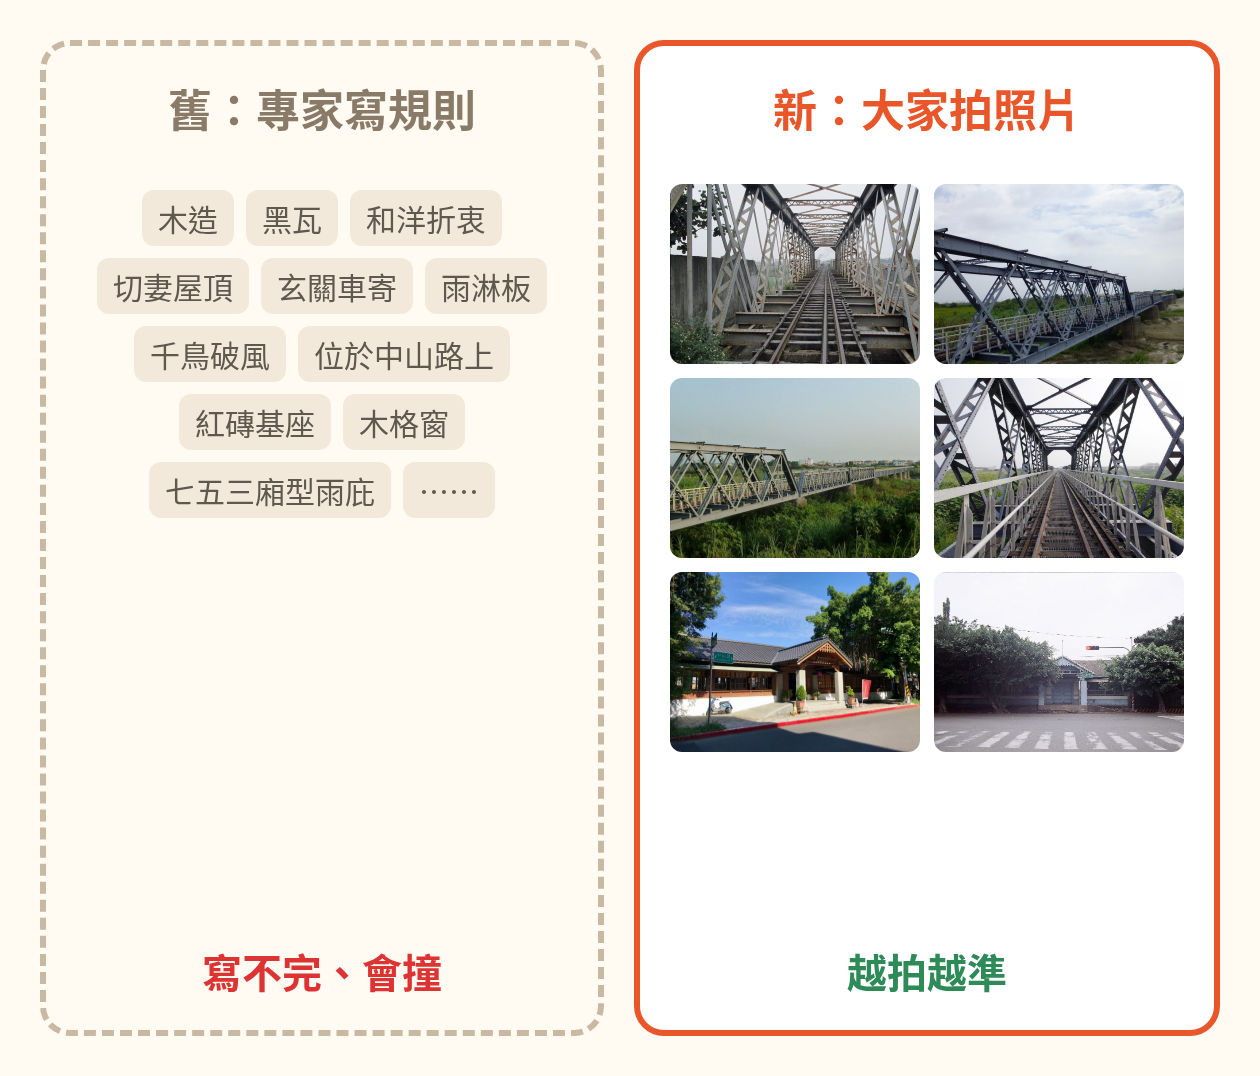 舊：專家寫規則
木造 黑瓦 和洋折衷
切妻屋頂 玄關車寄 雨淋板
千鳥破風 位於中山路上
紅磚基座 木格窗
七五三廂型雨庇 ⋯⋯
寫不完、會撞
新：大家拍照片
越拍越準